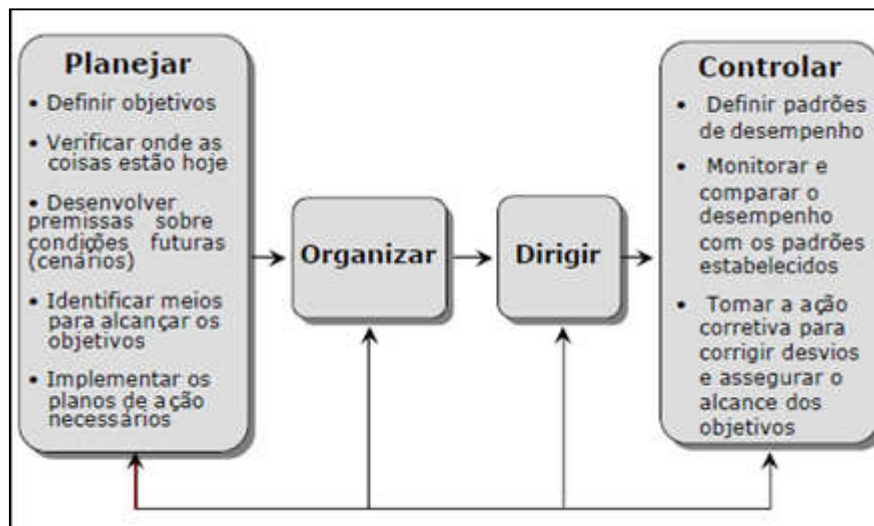 Planejar
• Definir objetivos
• Verificar onde as
coisas estão hoje
• Desenvolver
premissas sobre
condições futuras
(cenários)
• Identificar meios
para alcançar os
objetivos
• Implementar os
planos de ação
necessários
Organizar
Dirigir
Controlar
• Definir padrões
de desempenho
• Monitorar e
comparar o
desempenho
com os padrões
estabelecidos
• Tomar a ação
corretiva para
corrigir desvios
e assegurar o
alcance dos
objetivos